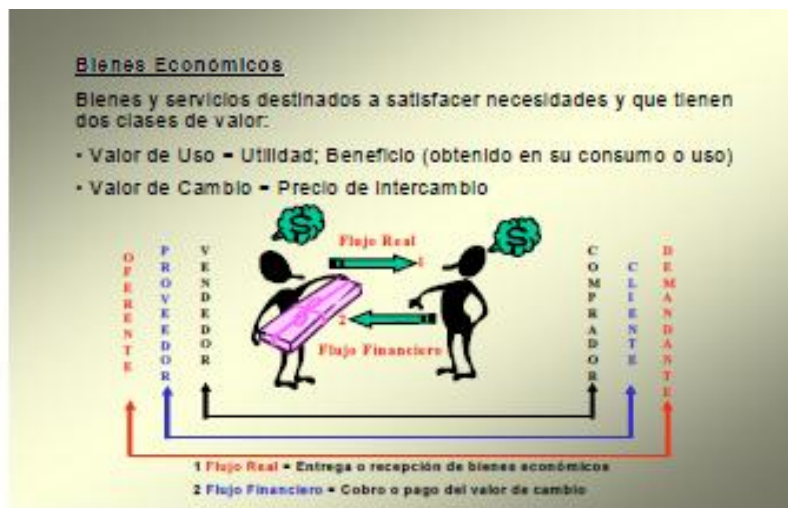 Bienes Económicos
Bienes y servicios destinados a satisfacer necesidades y que tienen
dos clases de valor:
• Valor de Uso = Utilidad; Beneficio (obtenido en su consumo o uso)
• Valor de Cambio = Precio de Intercambio
$
$
OFERENTE
PROVEEDOR
VENDEDOR
Flujo Real
1
2
Flujo Financiero
COMPRADOR
CLIENTE
DEMANDANTE
1 Flujo Real = Entrega o recepción de bienes económicos
2 Flujo Financiero = Cobro o pago del valor de cambio